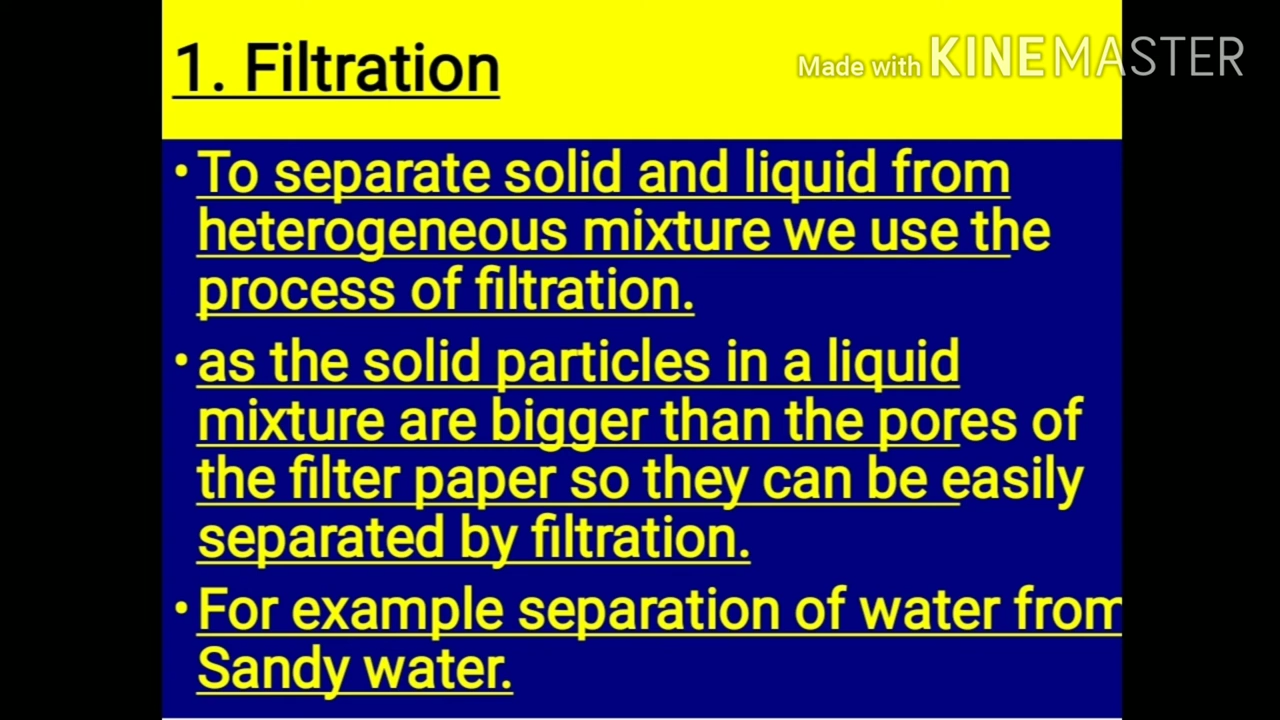 1. Filtration
Made with KINEMASTER
• To separate solid and liquid from
heterogeneous mixture we use the
process of filtration.
• as the solid particles in a liquid
mixture are bigger than the pores of
the filter paper so they can be easily
separated by filtration.
• For example separation of water from
Sandy water.